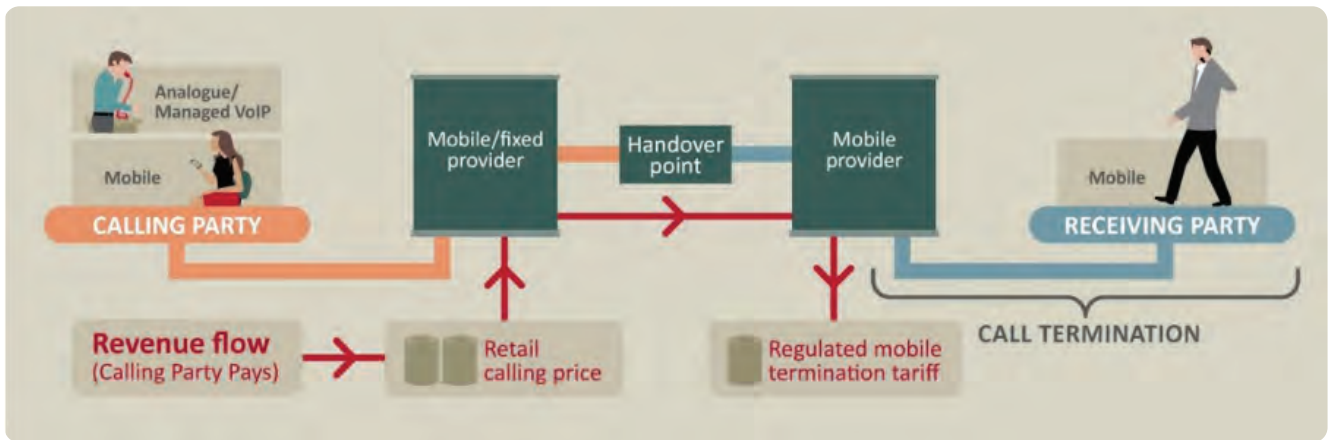 Analogue/
Managed VoIP
Mobile
CALLING PARTY
Mobile/fixed
provider
Handover
point
Mobile
provider
Mobile
RECEIVING PARTY
CALL TERMINATION
Revenue flow
(Calling Party Pays)
Retail
calling price
Regulated mobile
termination tariff